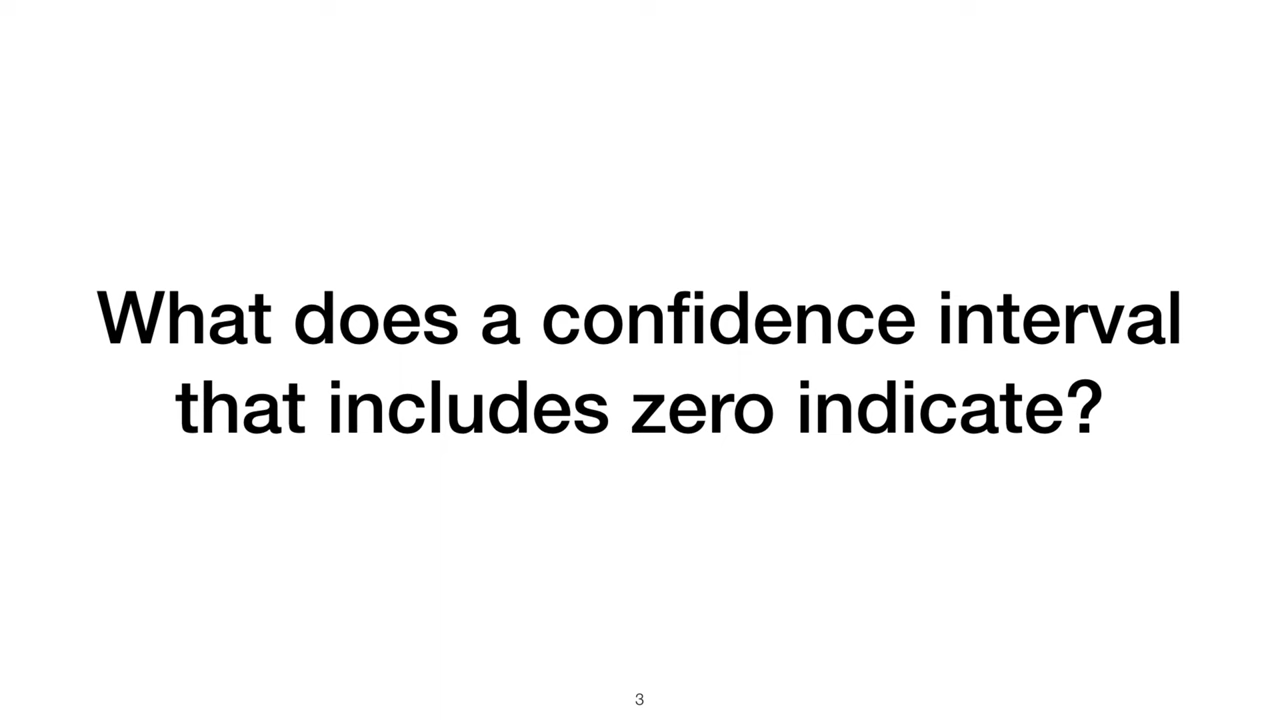 What does a confidence interval
that includes zero indicate?
3